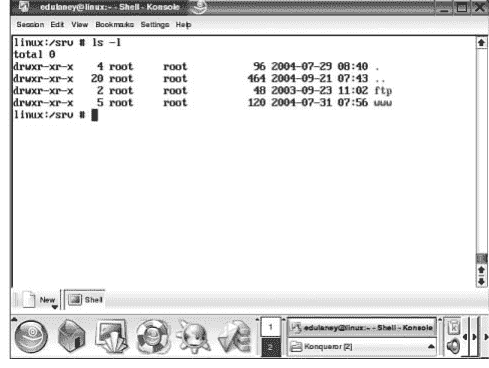 edulaney@linux:~ - Shell - Konsole
Session Edit View Bookmarks Settings Help
linux:/srv # ls -l
total 0
drwxr-xr-x 4 root root 96 2004-07-29 08:40 .
drwxr-xr-x 20 root root 464 2004-09-21 07:43 ..
drwxr-xr-x 2 root root 48 2003-09-23 11:02 ftp
drwxr-xr-x 5 root root 120 2004-07-31 07:56 www
linux:/srv #
New Shell
1 edulaney@linux:~ - Shell - Konsole
2 Konqueror [2]